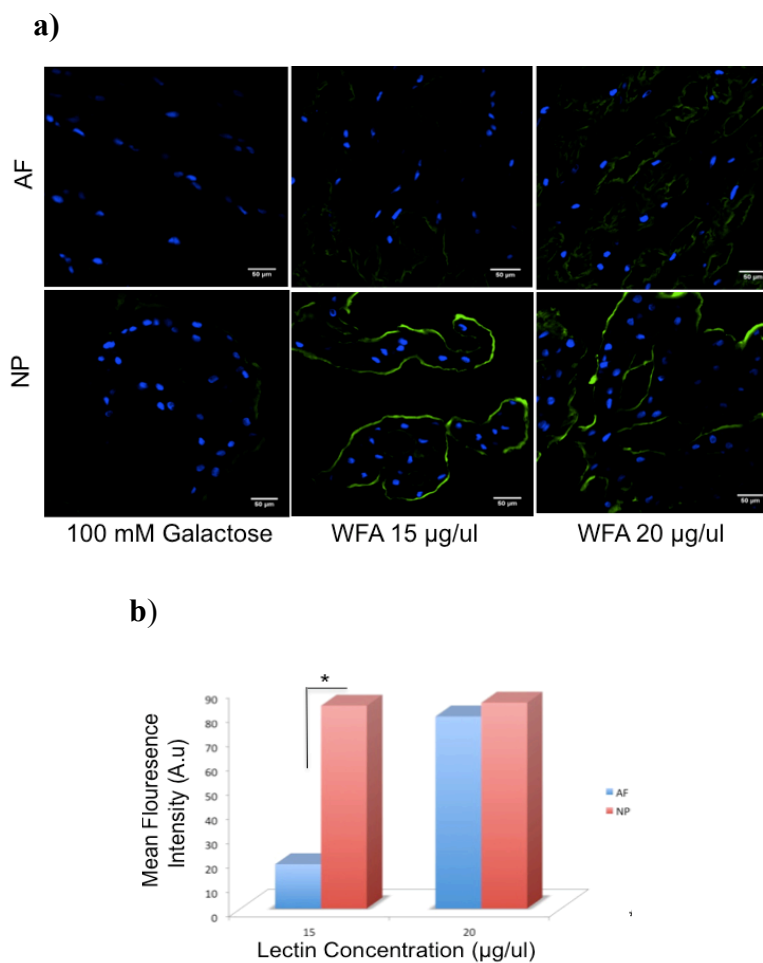 a)
AF
50 µm
50 µm
50 µm
NP
50 µm
50 µm
50 µm
100 mM Galactose
WFA 15 µg/ul
WFA 20 µg/ul
b)
*
Mean Flouresence
Intensity (A.u)
90
80
70
60
50
40
30
20
10
0
AF
NP
15
20
Lectin Concentration (µg/ul)